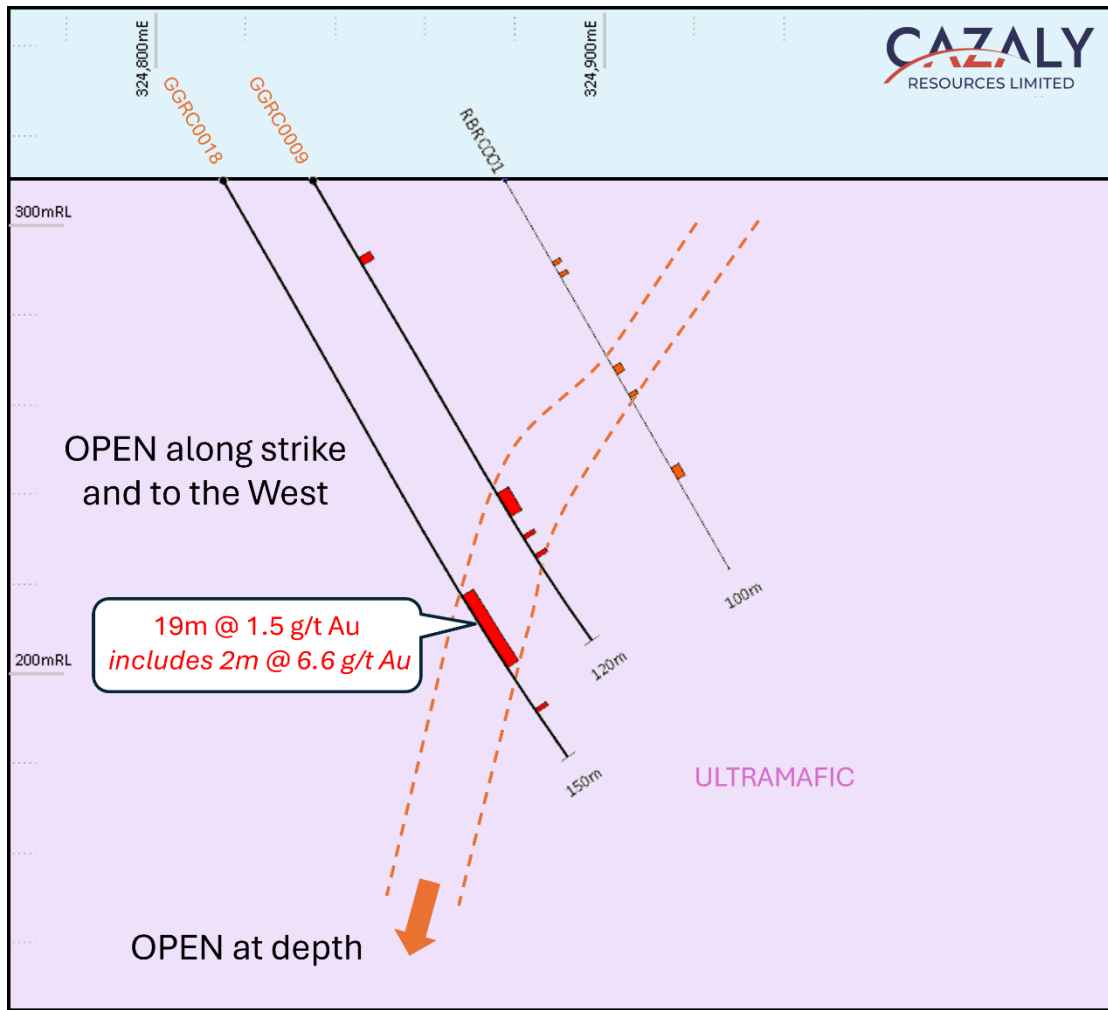 324,800mE
324,900mE
CAZALY
RESOURCES LIMITED
GGRC0018
GGRC0009
RBRC001
300mRL
OPEN along strike
and to the West
100m
19m @ 1.5 g/t Au
includes 2m @ 6.6 g/t Au
120m
200mRL
150m
ULTRAMAFIC
OPEN at depth